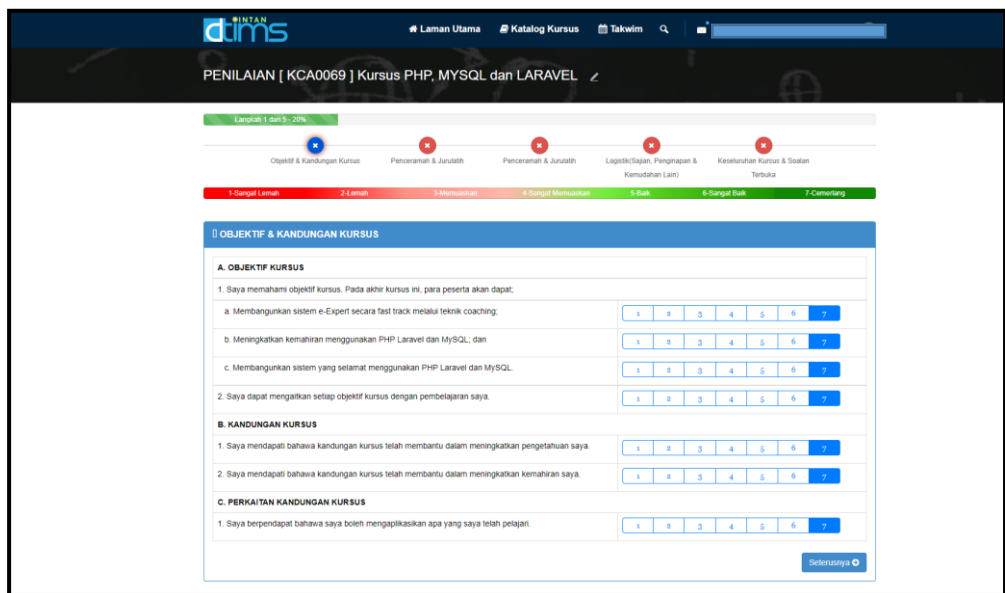 INTAN
dtims
Laman Utama
Katalog Kursus
Takwim
PENILAIAN [ KCA0069 ] Kursus PHP, MYSQL dan LARAVEL
Langkah 1 dari 5 - 20%
Objektif & Kandungan Kursus
Penceramah & Jurulatih
Penceramah & Jurulatih
Logistik(Sajian, Penginapan &
Kemudahan Lain)
Keseluruhan Kursus & Soalan
Terbuka
1-Sangat Lemah
2-Lemah
3-Memuaskan
4-Sangat Memuaskan
5-Baik
6-Sangat Baik
7-Cemerlang
OBJEKTIF & KANDUNGAN KURSUS
A. OBJEKTIF KURSUS
1. Saya memahami objektif kursus. Pada akhir kursus ini, para peserta akan dapat;
a. Membangunkan sistem e-Expert secara fast track melalui teknik coaching;
1 2 3 4 5 6 7
b. Meningkatkan kemahiran menggunakan PHP Laravel dan MySQL; dan
1 2 3 4 5 6 7
c. Membangunkan sistem yang selamat menggunakan PHP Laravel dan MySQL.
1 2 3 4 5 6 7
2. Saya dapat mengaitkan setiap objektif kursus dengan pembelajaran saya.
1 2 3 4 5 6 7
B. KANDUNGAN KURSUS
1. Saya mendapati bahawa kandungan kursus telah membantu dalam meningkatkan pengetahuan saya.
1 2 3 4 5 6 7
2. Saya mendapati bahawa kandungan kursus telah membantu dalam meningkatkan kemahiran saya.
1 2 3 4 5 6 7
C. PERKAITAN KANDUNGAN KURSUS
1. Saya berpendapat bahawa saya boleh mengaplikasikan apa yang saya telah pelajari.
1 2 3 4 5 6 7
Seterusnya